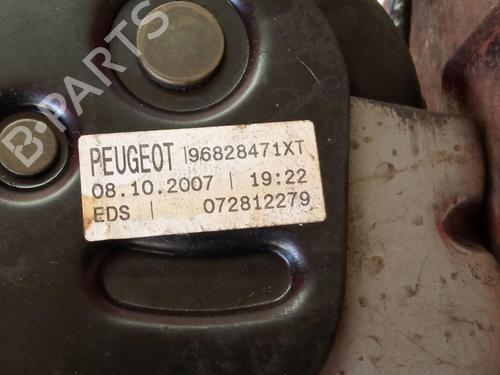 B-PARTS
PEUGEOT | 96828471XT
08.10.2007 | 19:22
EDS | 072812279